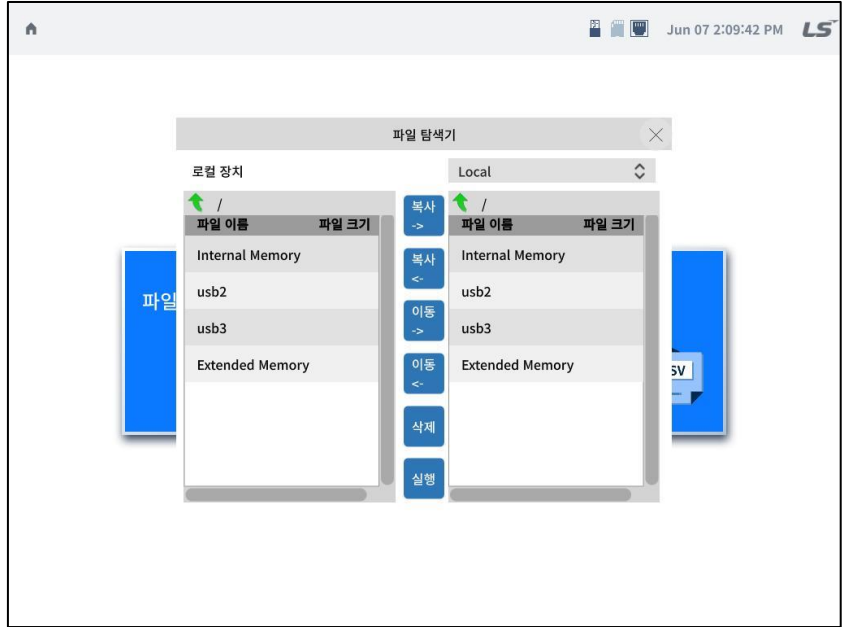 Jun 07 2:09:42 PM LS
파일 탐색기
로컬 장치
Local
/
파일 이름 파일 크기
Internal Memory
usb2
usb3
Extended Memory
복사
->
복사
<-
이동
->
이동
<-
삭제
실행
/
파일 이름 파일 크기
Internal Memory
usb2
usb3
Extended Memory
파일
SV